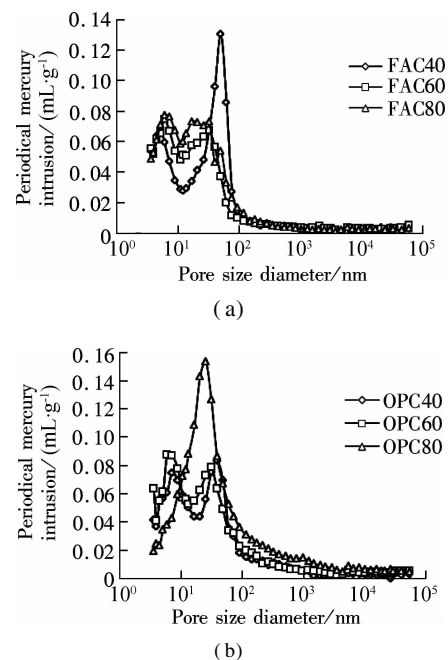 0.14
0.12
0.10
0.08
0.06
0.04
0.02
0
Periodical mercury
intrusion/(mL·g⁻¹)
FAC40
FAC60
FAC80
10⁰ 10¹ 10² 10³ 10⁴ 10⁵
Pore size diameter/nm
(a)
0.16
0.14
0.12
0.10
0.08
0.06
0.04
0.02
0
Periodical mercury
intrusion/(mL·g⁻¹)
OPC40
OPC60
OPC80
10⁰ 10¹ 10² 10³ 10⁴ 10⁵
Pore size diameter/nm
(b)